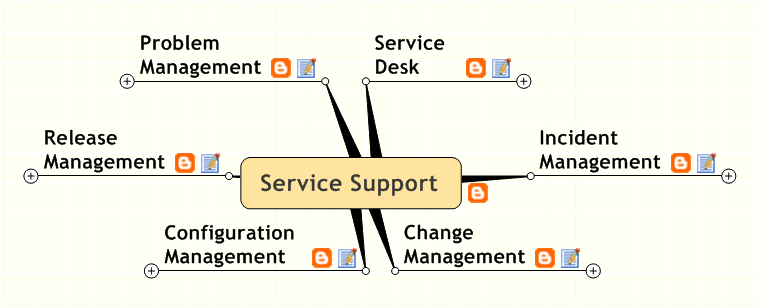 Problem
Management
Service
Desk
Release
Management
Incident
Management
Service Support
Configuration
Management
Change
Management